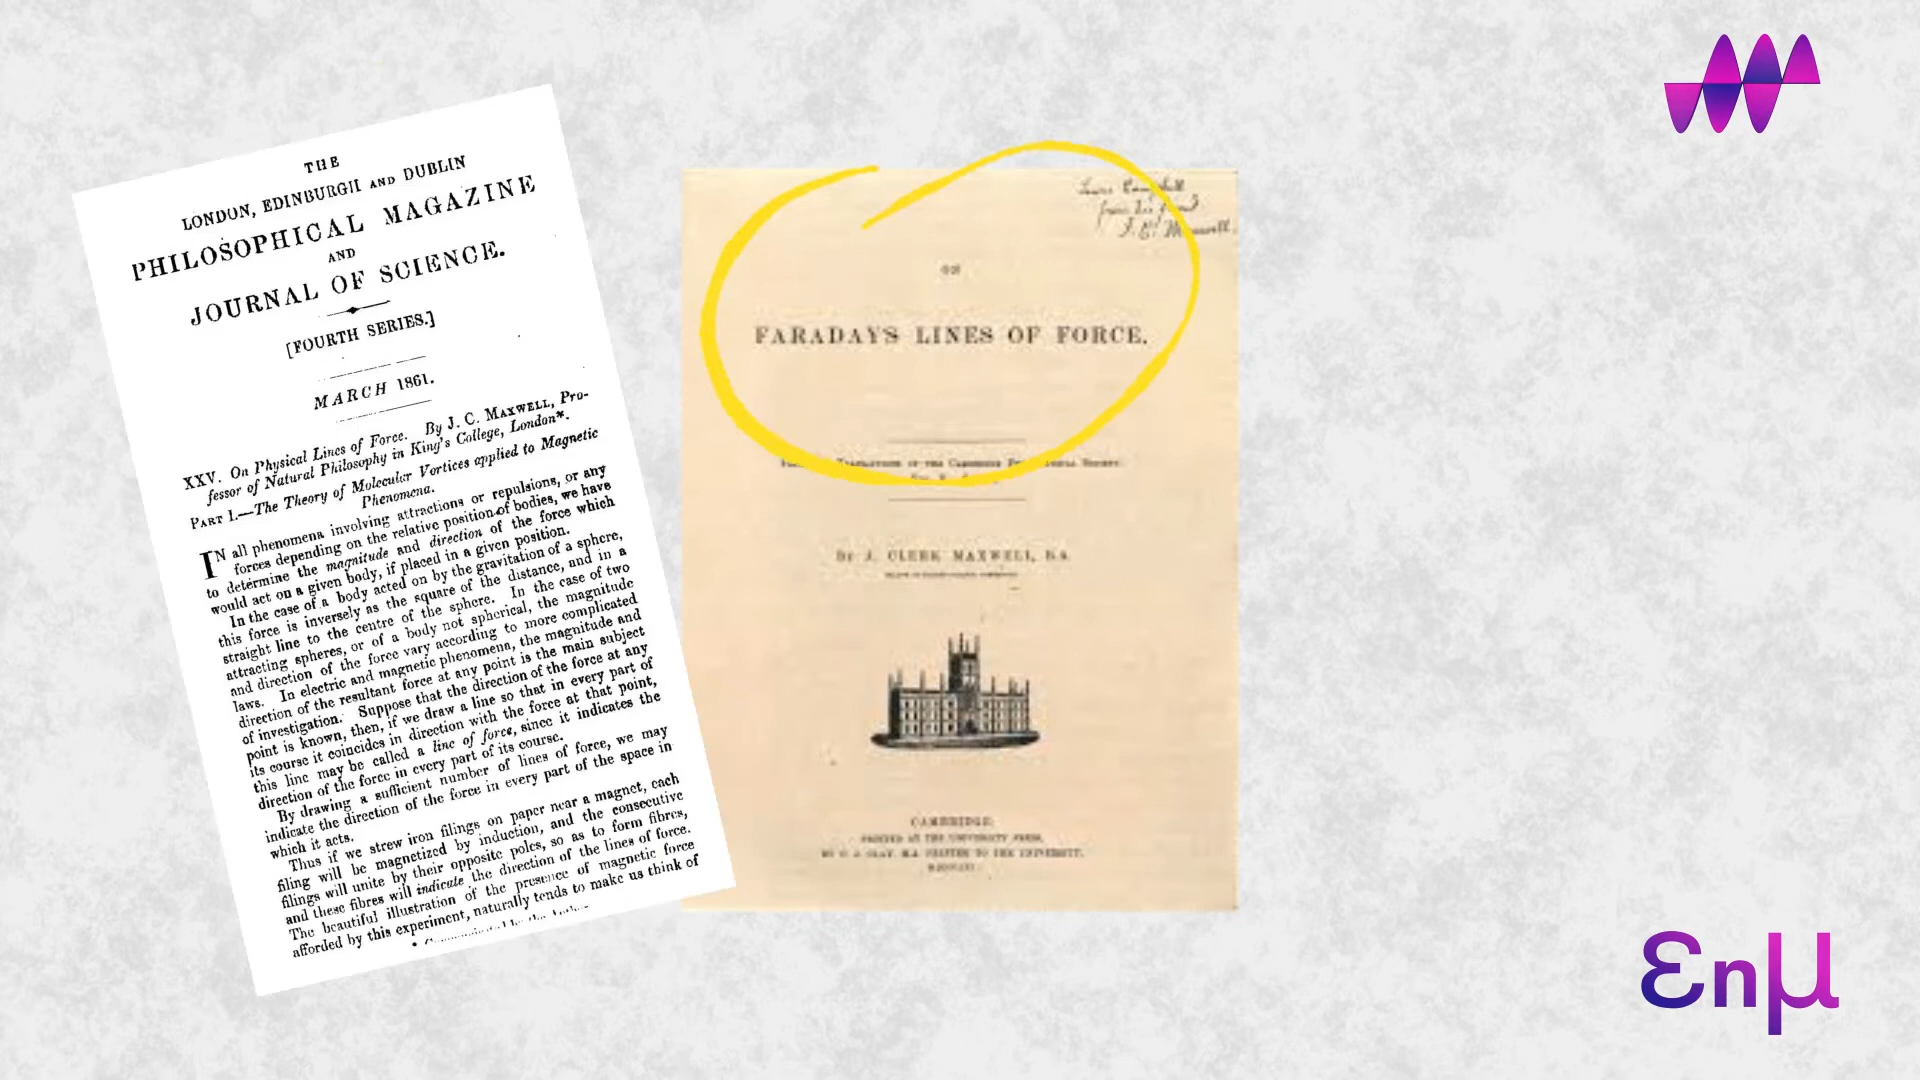 THE
LONDON, EDINBURGH AND DUBLIN
PHILOSOPHICAL MAGAZINE
AND
JOURNAL OF SCIENCE.
[FOURTH SERIES.]
MARCH 1861.
XXV. On Physical Lines of Force. By J. C. MAXWELL, Pro-
fessor of Natural Philosophy in King's College, London*.
PART I.—The Theory of Molecular Vortices applied to Magnetic
Phenomena.
IN all phenomena involving attractions or repulsions, or any
forces depending on the relative position of bodies, we have
to determine the magnitude and direction of the force which
would act on a given body, if placed in a given position.
In the case of a body acted on by the gravitation of a sphere,
this force is inversely as the square of the distance, and in a
straight line to the centre of the sphere. In the case of two
attracting spheres, or of a body not spherical, the magnitude
and direction of the force vary according to more complicated
laws. In electric and magnetic phenomena, the magnitude and
direction of the resultant force at any point is the main subject
of investigation. Suppose that the direction of the force at any
point is known, then, if we draw a line so that in every part of
its course it coincides in direction with the force at that point,
this line may be called a line of force, since it indicates the
direction of the force in every part of its course.
By drawing a sufficient number of lines of force, we may
indicate the direction of the force in every part of the space in
which it acts.
Thus if we strew iron filings on paper near a magnet, each
filing will be magnetized by induction, and the consecutive
filings will unite by their opposite poles, so as to form fibres,
and these fibres will indicate the direction of the lines of force.
The beautiful illustration of the presence of magnetic force
afforded by this experiment, naturally tends to make us think of
ON
FARADAY'S LINES OF FORCE.
BY J. CLERK MAXWELL, B.A.
CAMBRIDGE:
PRINTED AT THE UNIVERSITY PRESS,
BY C. J. CLAY, M.A. PRINTER TO THE UNIVERSITY.
εnμ